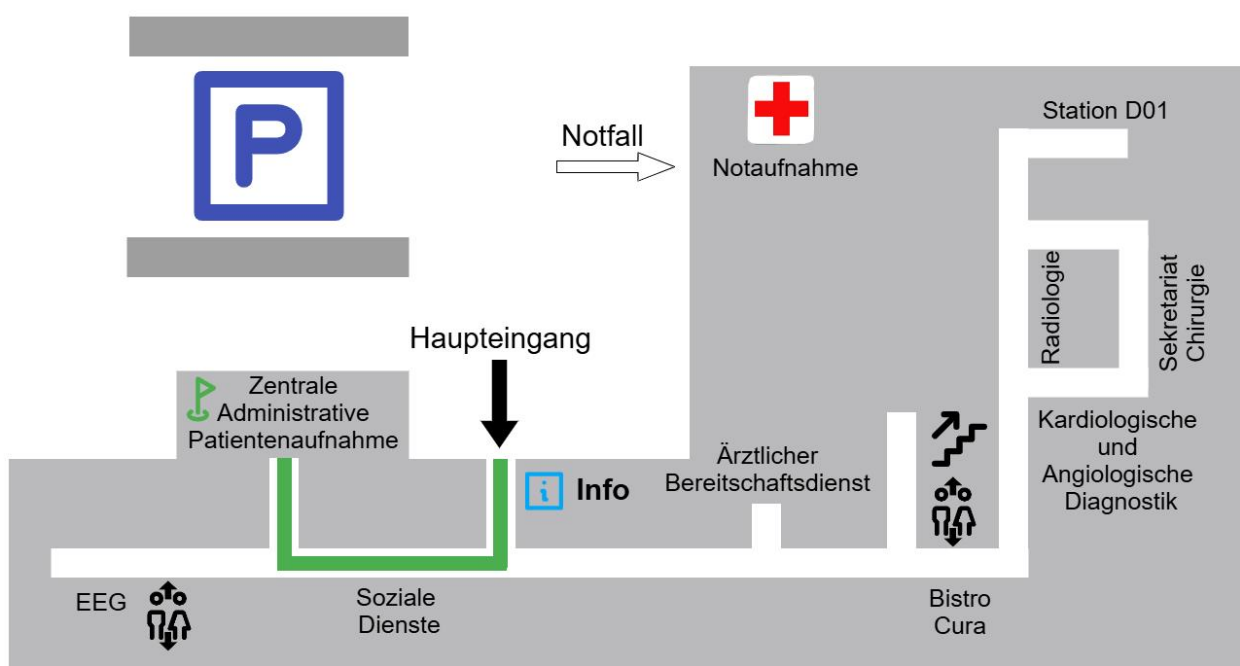 P
Notfall
Notaufnahme
Station D01
Radiologie
Sekretariat
Chirurgie
Haupteingang
Zentrale
Administrative
Patientenaufnahme
i Info
Ärztlicher
Bereitschaftsdienst
Kardiologische
und
Angiologische
Diagnostik
EEG
Soziale
Dienste
Bistro
Cura